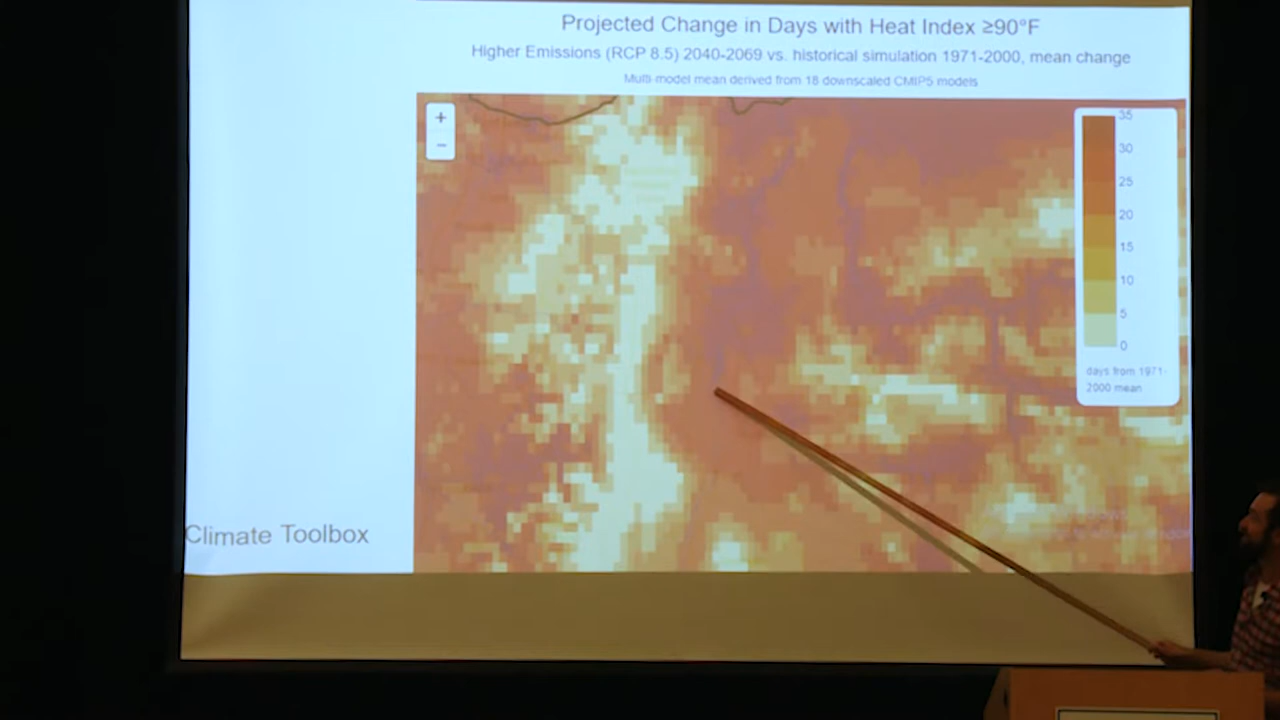 Projected Change in Days with Heat Index ≥90°F
Higher Emissions (RCP 8.5) 2040-2069 vs. historical simulation 1971-2000, mean change
Multi-model mean derived from 18 downscaled CMIP5 models
+
−
35
30
25
20
15
10
5
0
days from 1971-
2000 mean
Climate Toolbox